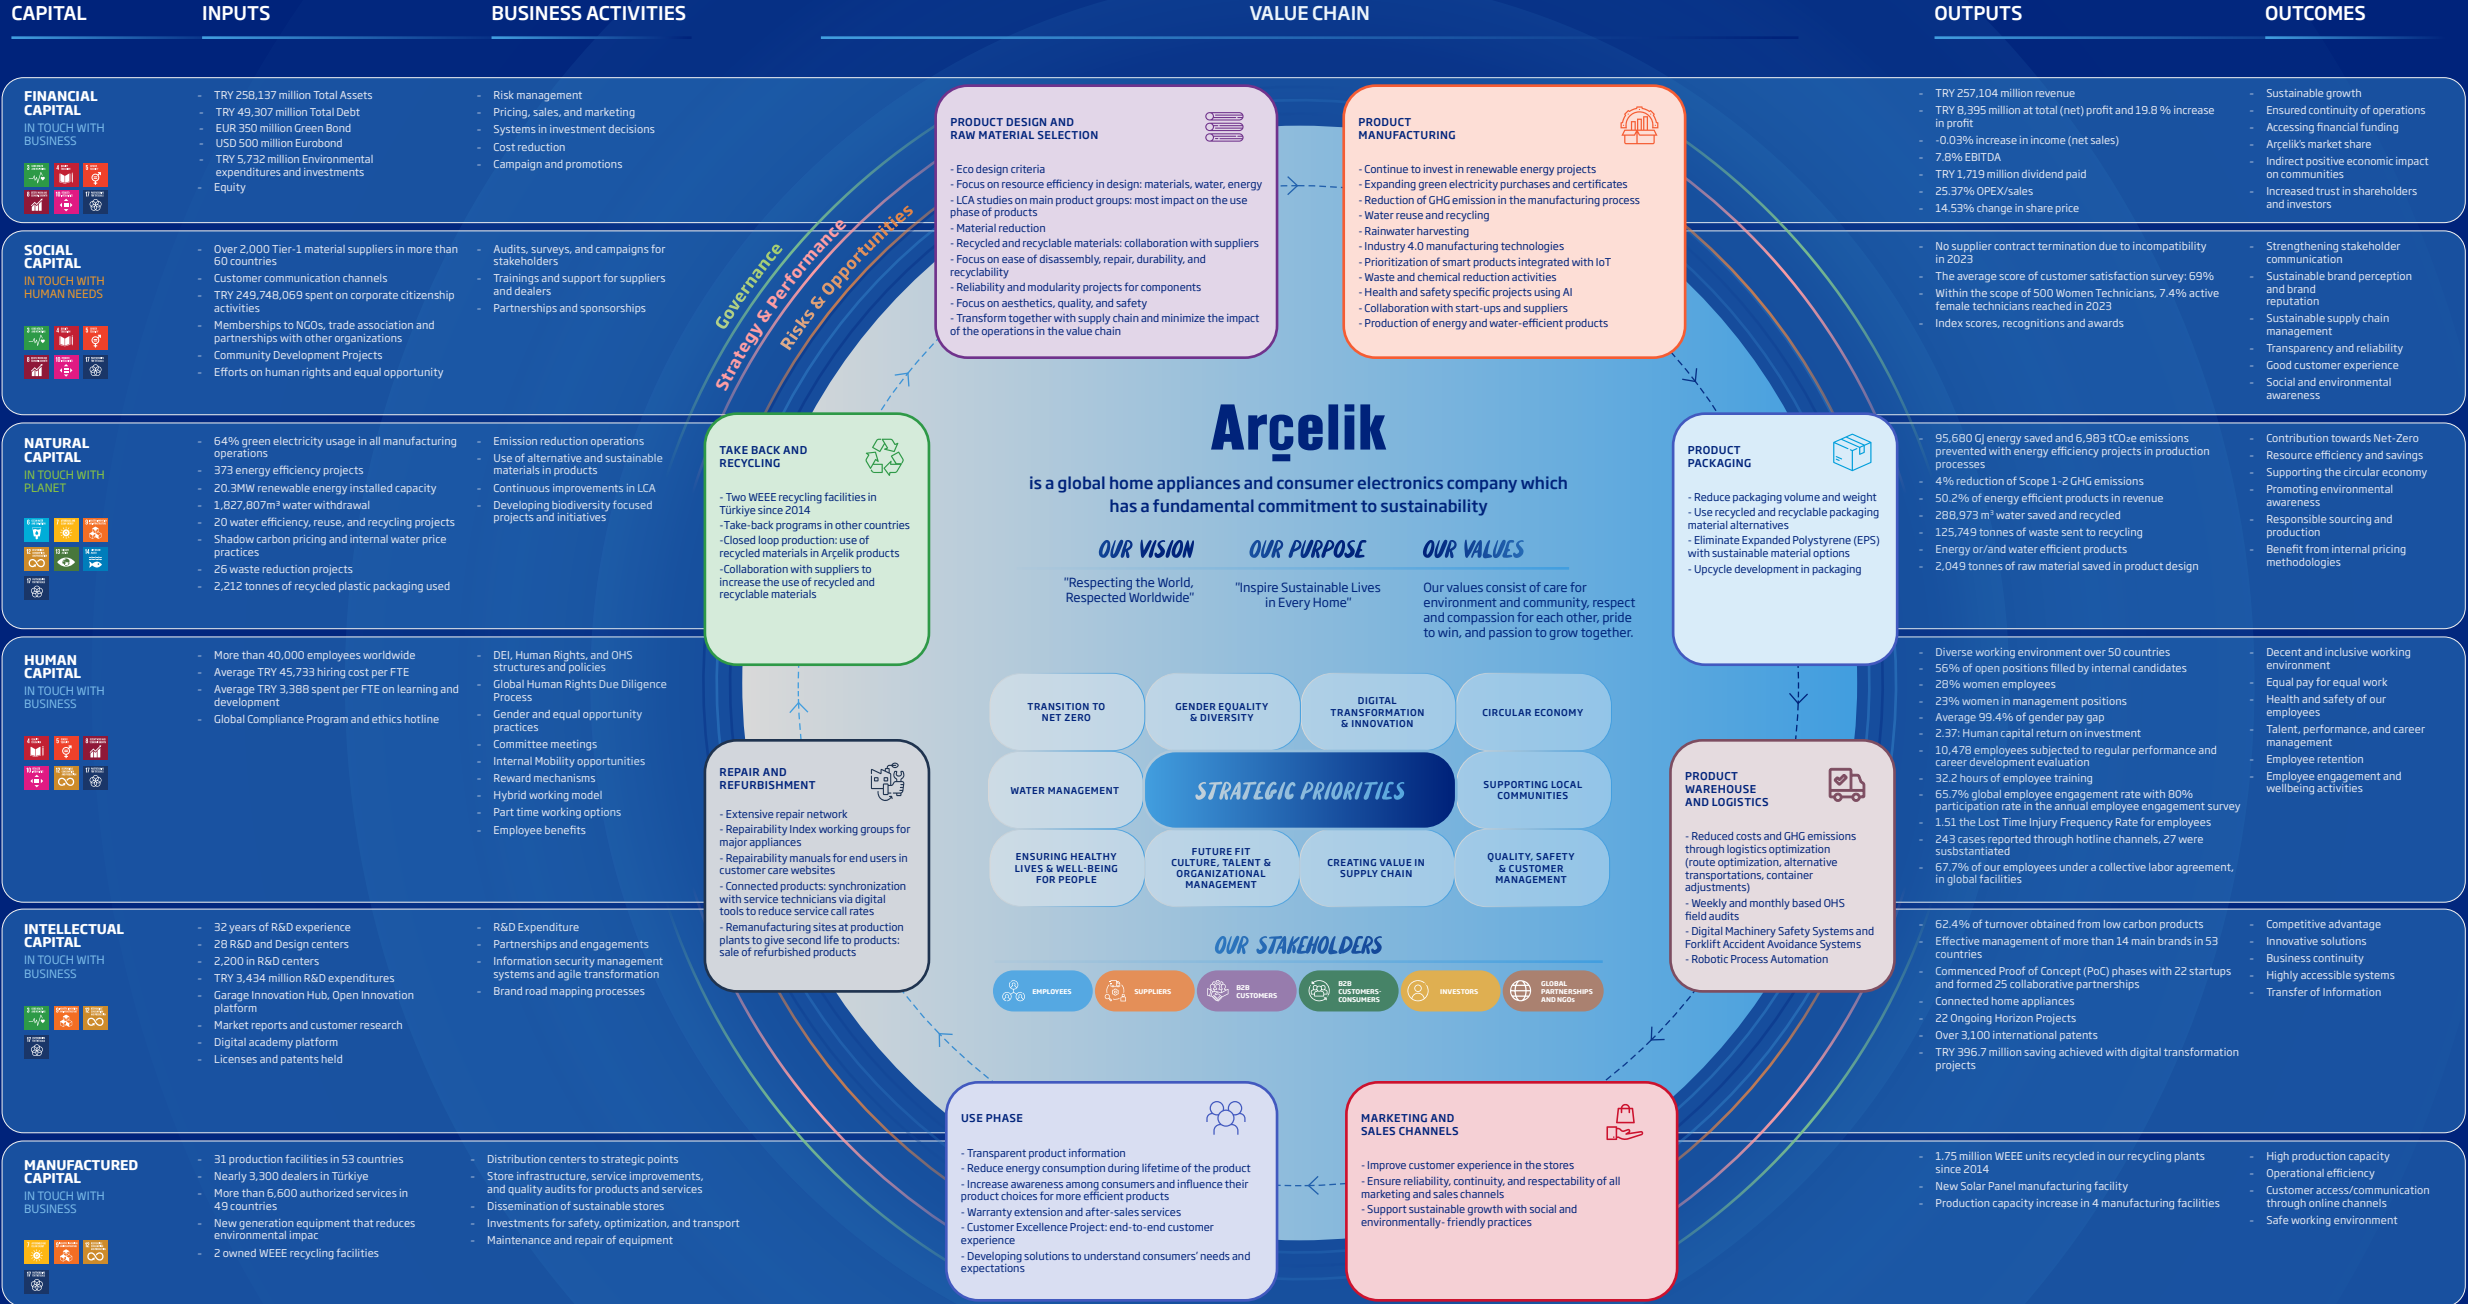 CAPITAL
INPUTS
BUSINESS ACTIVITIES
VALUE CHAIN
OUTPUTS
OUTCOMES
FINANCIAL
CAPITAL
IN TOUCH WITH
BUSINESS
- TRY 258,137 million Total Assets
- TRY 49,307 million Total Debt
- EUR 350 million Green Bond
- USD 500 million Eurobond
- TRY 5,732 million Environmental
expenditures and investments
- Equity
- Risk management
- Pricing, sales, and marketing
- Systems in investment decisions
- Cost reduction
- Campaign and promotions
- TRY 257,104 million revenue
- TRY 8,395 million at total (net) profit and 19.8 % increase
in profit
- -0.03% increase in income (net sales)
- 7.8% EBITDA
- TRY 1,719 million dividend paid
- 25.37% OPEX/sales
- 14.53% change in share price
- Sustainable growth
- Ensured continuity of operations
- Accessing financial funding
- Arçelik's market share
- Indirect positive economic impact
on communities
- Increased trust in shareholders
and investors
SOCIAL
CAPITAL
IN TOUCH WITH
HUMAN NEEDS
- Over 2,000 Tier-1 material suppliers in more than
60 countries
- Customer communication channels
- TRY 249,748,069 spent on corporate citizenship
activities
- Memberships to NGOs, trade association and
partnerships with other organizations
- Community Development Projects
- Efforts on human rights and equal opportunity
- Audits, surveys, and campaigns for
stakeholders
- Trainings and support for suppliers
and dealers
- Partnerships and sponsorships
- No supplier contract termination due to incompatibility
in 2023
- The average score of customer satisfaction survey: 69%
- Within the scope of 500 Women Technicians, 7.4% active
female technicians reached in 2023
- Index scores, recognitions and awards
- Strengthening stakeholder
communication
- Sustainable brand perception
and brand
reputation
- Sustainable supply chain
management
- Transparency and reliability
- Good customer experience
- Social and environmental
awareness
NATURAL
CAPITAL
IN TOUCH WITH
PLANET
- 64% green electricity usage in all manufacturing
operations
- 373 energy efficiency projects
- 20.3MW renewable energy installed capacity
- 1,827,807m³ water withdrawal
- 20 water efficiency, reuse, and recycling projects
- Shadow carbon pricing and internal water price
practices
- 26 waste reduction projects
- 2,212 tonnes of recycled plastic packaging used
- Emission reduction operations
- Use of alternative and sustainable
materials in products
- Continuous improvements in LCA
- Developing biodiversity focused
projects and initiatives
- 95,680 GJ energy saved and 6,983 tCO₂e emissions
prevented with energy efficiency projects in production
processes
- 4% reduction of Scope 1-2 GHG emissions
- 50.2% of energy efficient products in revenue
- 288,973 m³ water saved and recycled
- 125,749 tonnes of waste sent to recycling
- Energy or/and water efficient products
- 2,049 tonnes of raw material saved in product design
- Contribution towards Net-Zero
- Resource efficiency and savings
- Supporting the circular economy
- Promoting environmental
awareness
- Responsible sourcing and
production
- Benefit from internal pricing
methodologies
HUMAN
CAPITAL
IN TOUCH WITH
BUSINESS
- More than 40,000 employees worldwide
- Average TRY 45,733 hiring cost per FTE
- Average TRY 3,388 spent per FTE on learning and
development
- Global Compliance Program and ethics hotline
- DEI, Human Rights, and OHS
structures and policies
- Global Human Rights Due Diligence
Process
- Gender and equal opportunity
practices
- Committee meetings
- Internal Mobility opportunities
- Reward mechanisms
- Hybrid working model
- Part time working options
- Employee benefits
- Diverse working environment over 50 countries
- 56% of open positions filled by internal candidates
- 28% women employees
- 23% women in management positions
- Average 99.4% of gender pay gap
- 2.37: Human capital return on investment
- 10,478 employees subjected to regular performance and
career development evaluation
- 32.2 hours of employee training
- 65.7% global employee engagement rate with 80%
participation rate in the annual employee engagement survey
- 1.51 the Lost Time Injury Frequency Rate for employees
- 243 cases reported through hotline channels, 27 were
susbstantiated
- 67.7% of our employees under a collective labor agreement,
in global facilities
- Decent and inclusive working
environment
- Equal pay for equal work
- Health and safety of our
employees
- Talent, performance, and career
management
- Employee retention
- Employee engagement and
wellbeing activities
INTELLECTUAL
CAPITAL
IN TOUCH WITH
BUSINESS
- 32 years of R&D experience
- 28 R&D and Design centers
- 2,200 in R&D centers
- TRY 3,434 million R&D expenditures
- Garage Innovation Hub, Open Innovation
platform
- Market reports and customer research
- Digital academy platform
- Licenses and patents held
- R&D Expenditure
- Partnerships and engagements
- Information security management
systems and agile transformation
- Brand road mapping processes
- 62.4% of turnover obtained from low carbon products
- Effective management of more than 14 main brands in 53
countries
- Commenced Proof of Concept (PoC) phases with 22 startups
and formed 25 collaborative partnerships
- Connected home appliances
- 22 Ongoing Horizon Projects
- Over 3,100 international patents
- TRY 396.7 million saving achieved with digital transformation
projects
- Competitive advantage
- Innovative solutions
- Business continuity
- Highly accessible systems
- Transfer of Information
MANUFACTURED
CAPITAL
IN TOUCH WITH
BUSINESS
- 31 production facilities in 53 countries
- Nearly 3,300 dealers in Türkiye
- More than 6,600 authorized services in
49 countries
- New generation equipment that reduces
environmental impac
- 2 owned WEEE recycling facilities
- Distribution centers to strategic points
- Store infrastructure, service improvements,
and quality audits for products and services
- Dissemination of sustainable stores
- Investments for safety, optimization, and transport
- Maintenance and repair of equipment
- 1.75 million WEEE units recycled in our recycling plants
since 2014
- New Solar Panel manufacturing facility
- Production capacity increase in 4 manufacturing facilities
- High production capacity
- Operational efficiency
- Customer access/communication
through online channels
- Safe working environment
Governance
Strategy & Performance
Risks & Opportunities
PRODUCT DESIGN AND
RAW MATERIAL SELECTION
- Eco design criteria
- Focus on resource efficiency in design: materials, water, energy
- LCA studies on main product groups: most impact on the use
phase of products
- Material reduction
- Recycled and recyclable materials: collaboration with suppliers
- Focus on ease of disassembly, repair, durability, and
recyclability
- Reliability and modularity projects for components
- Focus on aesthetics, quality, and safety
- Transform together with supply chain and minimize the impact
of the operations in the value chain
PRODUCT
MANUFACTURING
- Continue to invest in renewable energy projects
- Expanding green electricity purchases and certificates
- Reduction of GHG emission in the manufacturing process
- Water reuse and recycling
- Rainwater harvesting
- Industry 4.0 manufacturing technologies
- Prioritization of smart products integrated with IoT
- Waste and chemical reduction activities
- Health and safety specific projects using AI
- Collaboration with start-ups and suppliers
- Production of energy and water-efficient products
TAKE BACK AND
RECYCLING
- Two WEEE recycling facilities in
Türkiye since 2014
-Take-back programs in other countries
-Closed loop production: use of
recycled materials in Arçelik products
-Collaboration with suppliers to
increase the use of recycled and
recyclable materials
PRODUCT
PACKAGING
- Reduce packaging volume and weight
- Use recycled and recyclable packaging
material alternatives
- Eliminate Expanded Polystyrene (EPS)
with sustainable material options
- Upcycle development in packaging
Arçelik
is a global home appliances and consumer electronics company which
has a fundamental commitment to sustainability
OUR VISION
OUR PURPOSE
OUR VALUES
"Respecting the World,
Respected Worldwide"
"Inspire Sustainable Lives
in Every Home"
Our values consist of care for
environment and community, respect
and compassion for each other, pride
to win, and passion to grow together.
TRANSITION TO
NET ZERO
GENDER EQUALITY
& DIVERSITY
DIGITAL
TRANSFORMATION
& INNOVATION
CIRCULAR ECONOMY
WATER MANAGEMENT
STRATEGIC PRIORITIES
SUPPORTING LOCAL
COMMUNITIES
ENSURING HEALTHY
LIVES & WELL-BEING
FOR PEOPLE
FUTURE FIT
CULTURE, TALENT &
ORGANIZATIONAL
MANAGEMENT
CREATING VALUE IN
SUPPLY CHAIN
QUALITY, SAFETY
& CUSTOMER
MANAGEMENT
OUR STAKEHOLDERS
EMPLOYEES
SUPPLIERS
B2B
CUSTOMERS
B2B
CUSTOMERS-
CONSUMERS
INVESTORS
GLOBAL
PARTNERSHIPS
AND NGOs
REPAIR AND
REFURBISHMENT
- Extensive repair network
- Repairability Index working groups for
major appliances
- Repairability manuals for end users in
customer care websites
- Connected products: synchronization
with service technicians via digital
tools to reduce service call rates
- Remanufacturing sites at production
plants to give second life to products:
sale of refurbished products
PRODUCT
WAREHOUSE
AND LOGISTICS
- Reduced costs and GHG emissions
through logistics optimization
(route optimization, alternative
transportations, container
adjustments)
- Weekly and monthly based OHS
field audits
- Digital Machinery Safety Systems and
Forklift Accident Avoidance Systems
- Robotic Process Automation
USE PHASE
- Transparent product information
- Reduce energy consumption during lifetime of the product
- Increase awareness among consumers and influence their
product choices for more efficient products
- Warranty extension and after-sales services
- Customer Excellence Project: end-to-end customer
experience
- Developing solutions to understand consumers' needs and
expectations
MARKETING AND
SALES CHANNELS
- Improve customer experience in the stores
- Ensure reliability, continuity, and respectability of all
marketing and sales channels
- Support sustainable growth with social and
environmentally- friendly practices